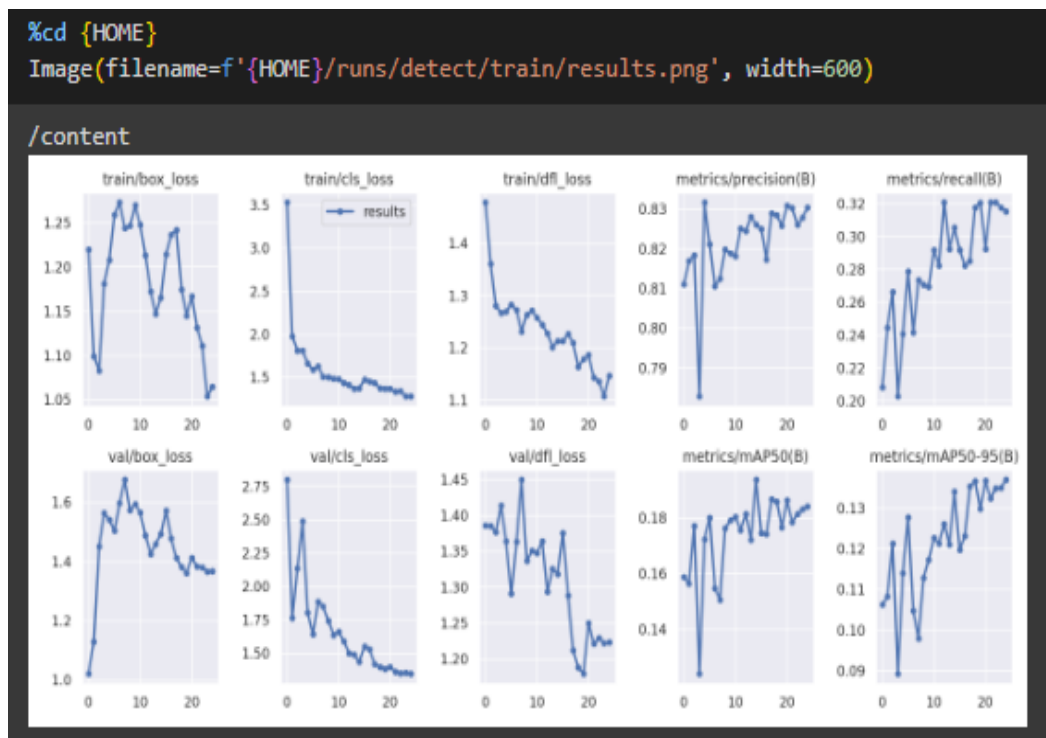 %cd {HOME}
Image(filename=f'{HOME}/runs/detect/train/results.png', width=600)
/content
train/box_loss
train/cls_loss
train/dfl_loss
metrics/precision(B)
metrics/recall(B)
results
1.25
1.20
1.15
1.10
1.05
0 10 20
3.5
3.0
2.5
2.0
1.5
0 10 20
1.4
1.3
1.2
1.1
0 10 20
0.83
0.82
0.81
0.80
0.79
0 10 20
0.32
0.30
0.28
0.26
0.24
0.22
0.20
0 10 20
val/box_loss
val/cls_loss
val/dfl_loss
metrics/mAP50(B)
metrics/mAP50-95(B)
1.6
1.4
1.2
1.0
0 10 20
2.75
2.50
2.25
2.00
1.75
1.50
0 10 20
1.45
1.40
1.35
1.30
1.25
1.20
0 10 20
0.18
0.16
0.14
0 10 20
0.13
0.12
0.11
0.10
0.09
0 10 20